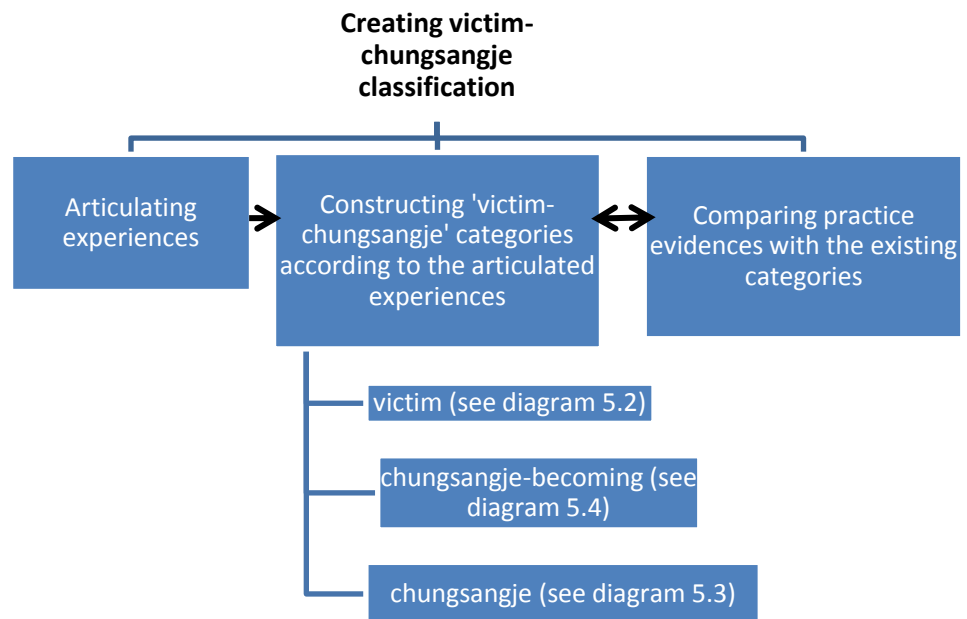 Creating victim-
chungsangje
classification
Articulating
experiences
Constructing 'victim-
chungsangje' categories
according to the articulated
experiences
Comparing practice
evidences with the existing
categories
victim (see diagram 5.2)
chungsangje-becoming (see
diagram 5.4)
chungsangje (see diagram 5.3)